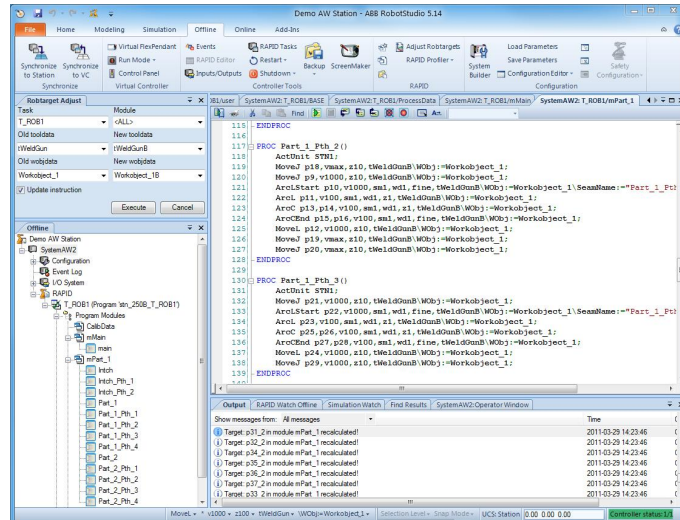 Demo AW Station - ABB RobotStudio 5.14
File Home Modeling Simulation Offline Online Add-Ins
Synchronize to Station
Synchronize to VC
Synchronize
Virtual FlexPendant
Run Mode
Control Panel
Virtual Controller
Events
RAPID Editor
Inputs/Outputs
RAPID Tasks
Restart
Shutdown
Backup
ScreenMaker
Controller Tools
Adjust Robtargets
RAPID Profiler
RAPID
System Builder
Load Parameters
Save Parameters
Configuration Editor
Safety Configuration
Configuration
Robtarget Adjust
Task Module
T_ROB1 <ALL>
Old tooldata New tooldata
tWeldGun tWeldGunB
Old wobjdata New wobjdata
Workobject_1 Workobject_1B
Update instruction
Execute Cancel
Offline
Demo AW Station
SystemAW2
Configuration
Event Log
I/O System
RAPID
T_ROB1 (Program 'stn_250B_T_ROB1')
Program Modules
CalibData
mMain
main
mPart_1
Intch
Intch_Pth_1
Intch_Pth_2
Part_1
Part_1_Pth_1
Part_1_Pth_2
Part_1_Pth_3
Part_1_Pth_4
Part_2
Part_2_Pth_1
Part_2_Pth_2
Part_2_Pth_3
Part_2_Pth_4
OB1/user SystemAW2: T_ROB1/BASE SystemAW2: T_ROB1/ProcessData SystemAW2: T_ROB1/mMain SystemAW2: T_ROB1/mPart_1
Find
115 ENDPROC
116
117 PROC Part_1_Pth_2()
118 ActUnit STN1;
119 MoveJ p18,vmax,z10,tWeldGunB\WObj:=Workobject_1;
120 MoveJ p9,v1000,z10,tWeldGunB\WObj:=Workobject_1;
121 ArcLStart p10,v1000,sm1,wd1,fine,tWeldGunB\WObj:=Workobject_1\SeamName:="Part_1_Pth
122 ArcL p11,v100,sm1,wd1,z1,tWeldGunB\WObj:=Workobject_1;
123 ArcC p13,p14,v100,sm1,wd1,z1,tWeldGunB\WObj:=Workobject_1;
124 ArcCEnd p15,p16,v100,sm1,wd1,fine,tWeldGunB\WObj:=Workobject_1;
125 MoveL p12,v1000,z10,tWeldGunB\WObj:=Workobject_1;
126 MoveJ p19,vmax,z10,tWeldGunB\WObj:=Workobject_1;
127 MoveJ p20,vmax,z10,tWeldGunB\WObj:=Workobject_1;
128 ENDPROC
129
130 PROC Part_1_Pth_3()
131 ActUnit STN1;
132 MoveJ p21,v1000,z10,tWeldGunB\WObj:=Workobject_1;
133 ArcLStart p22,v1000,sm1,wd1,fine,tWeldGunB\WObj:=Workobject_1\SeamName:="Part_1_Pth
134 ArcL p23,v100,sm1,wd1,z1,tWeldGunB\WObj:=Workobject_1;
135 ArcC p25,p26,v100,sm1,wd1,z1,tWeldGunB\WObj:=Workobject_1;
136 ArcCEnd p27,p28,v100,sm1,wd1,fine,tWeldGunB\WObj:=Workobject_1;
137 MoveL p24,v1000,z10,tWeldGunB\WObj:=Workobject_1;
138 MoveJ p29,v1000,z10,tWeldGunB\WObj:=Workobject_1;
139 ENDPROC
Output RAPID Watch Offline Simulation Watch Find Results SystemAW2:Operator Window
Show messages from: All messages Time
Target: p31_2 in module mPart_1 recalculated! 2011-03-29 14:23:46
Target: p32_2 in module mPart_1 recalculated! 2011-03-29 14:23:46
Target: p34_2 in module mPart_1 recalculated! 2011-03-29 14:23:46
Target: p35_2 in module mPart_1 recalculated! 2011-03-29 14:23:46
Target: p36_2 in module mPart_1 recalculated! 2011-03-29 14:23:46
Target: p37_2 in module mPart_1 recalculated! 2011-03-29 14:23:46
Target: p33_2 in module mPart_1 recalculated! 2011-03-29 14:23:46
MoveL * v1000 z100 tWeldGun \WObj:=Workobject_1 Selection Level Snap Mode UCS: Station 0.00 0.00 0.00 Controller status: 1/1